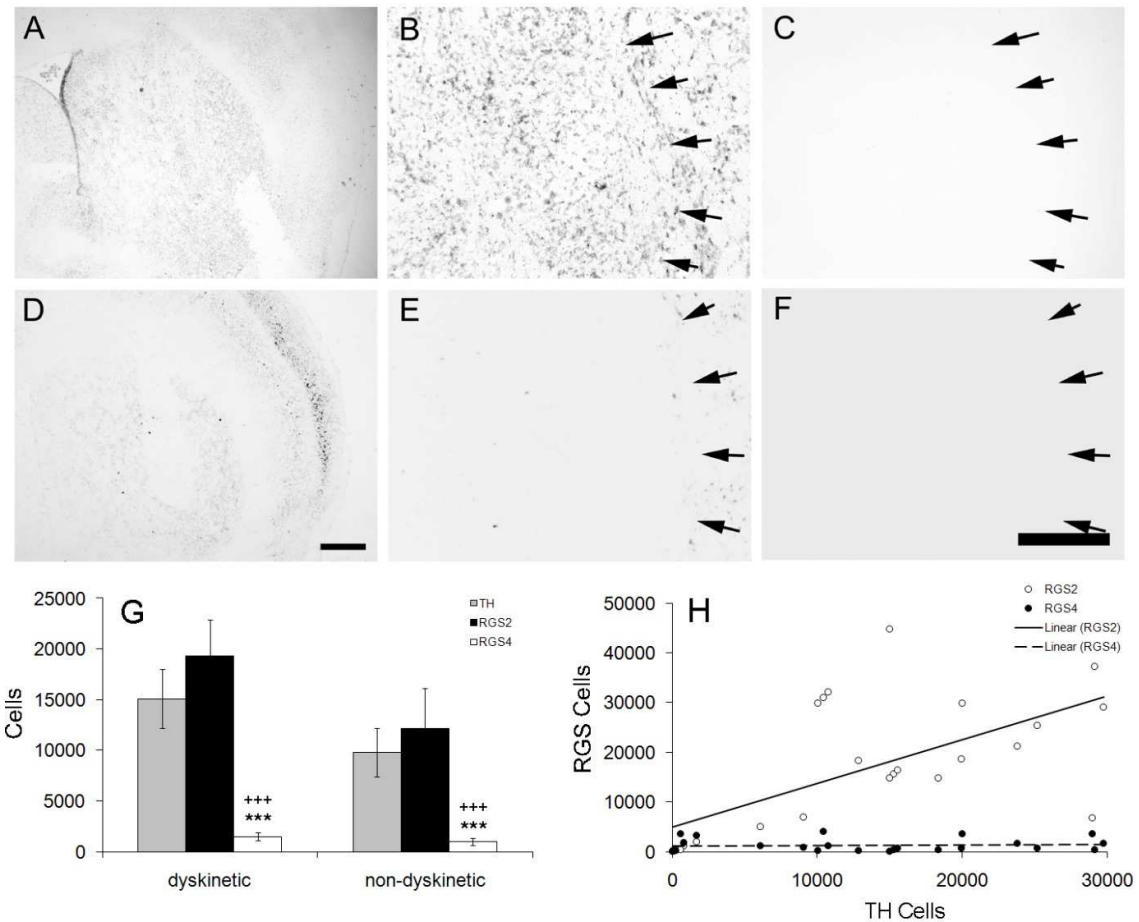 A
B
C
D
E
F
G
TH
RGS2
RGS4
25000
20000
15000
10000
5000
0
Cells
+++
***
+++
***
dyskinetic
non-dyskinetic
H
RGS2
RGS4
Linear (RGS2)
Linear (RGS4)
50000
40000
30000
20000
10000
0
RGS Cells
0
10000
20000
30000
TH Cells